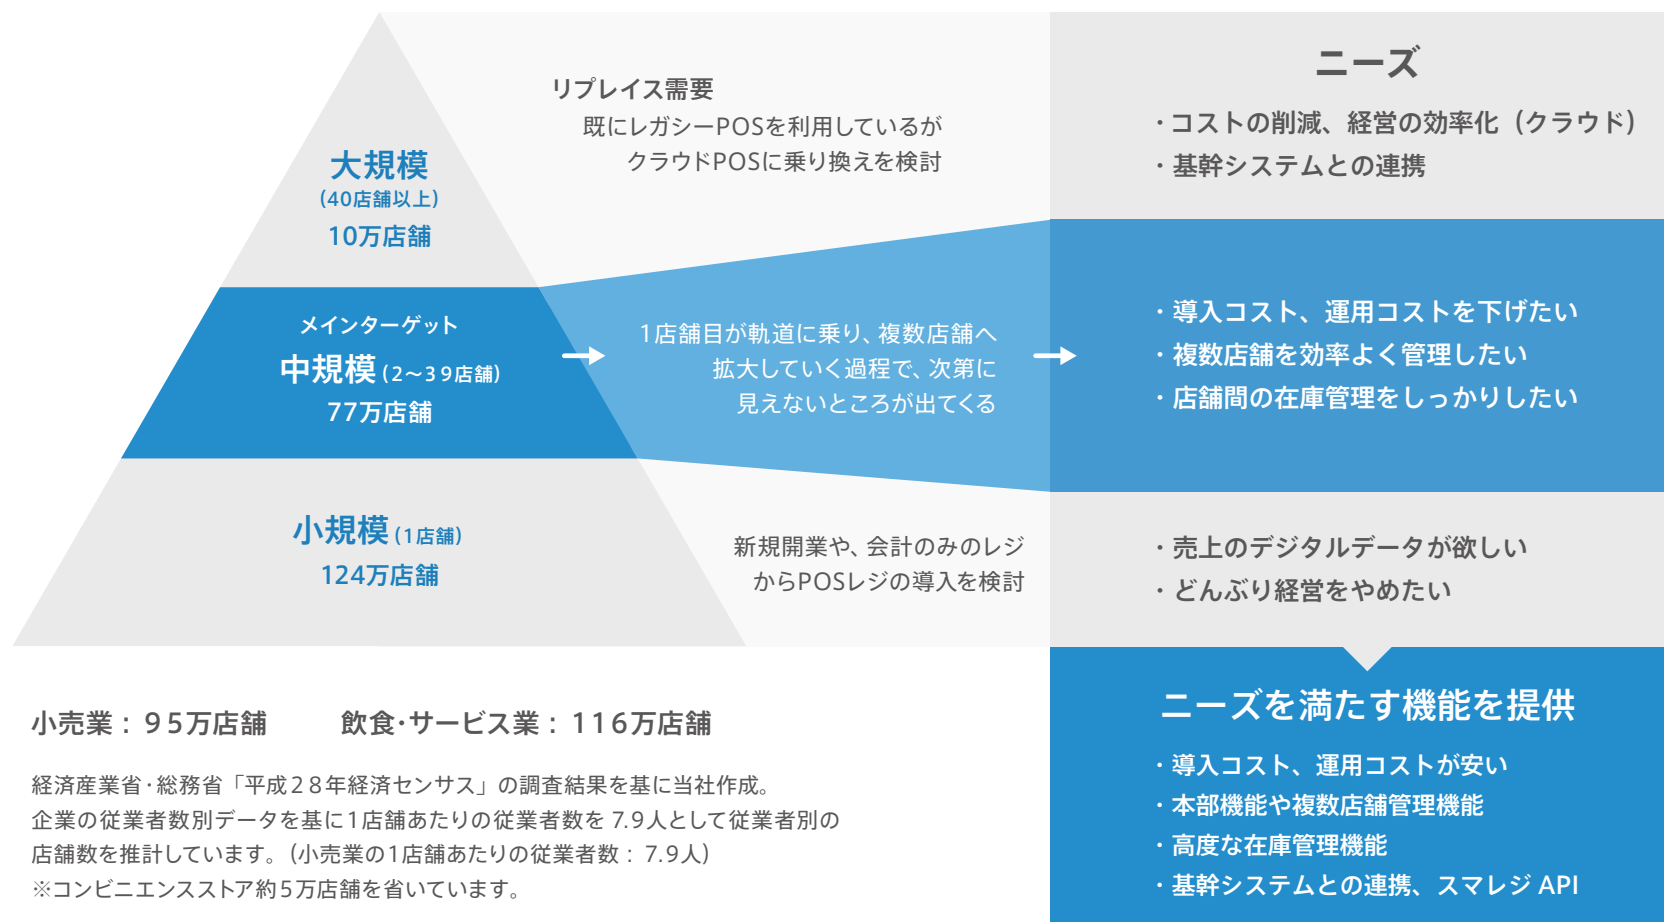 リプレイス需要
既にレガシーPOSを利用しているが
クラウドPOSに乗り換えを検討
大規模
(40店舗以上)
10万店舗
ニーズ
・コストの削減、経営の効率化（クラウド）
・基幹システムとの連携
メインターゲット
中規模（2〜39店舗）
77万店舗
1店舗目が軌道に乗り、複数店舗へ
拡大していく過程で、次第に
見えないところが出てくる
・導入コスト、運用コストを下げたい
・複数店舗を効率よく管理したい
・店舗間の在庫管理をしっかりしたい
小規模（1店舗）
124万店舗
新規開業や、会計のみのレジ
からPOSレジの導入を検討
・売上のデジタルデータが欲しい
・どんぶり経営をやめたい
小売業：95万店舗　飲食・サービス業：116万店舗
経済産業省・総務省「平成28年経済センサス」の調査結果を基に当社作成。
企業の従業者数別データを基に1店舗あたりの従業者数を 7.9人として従業者別の
店舗数を推計しています。（小売業の1店舗あたりの従業者数：7.9人）
※コンビニエンスストア約5万店舗を省いています。
ニーズを満たす機能を提供
・導入コスト、運用コストが安い
・本部機能や複数店舗管理機能
・高度な在庫管理機能
・基幹システムとの連携、スマレジ API